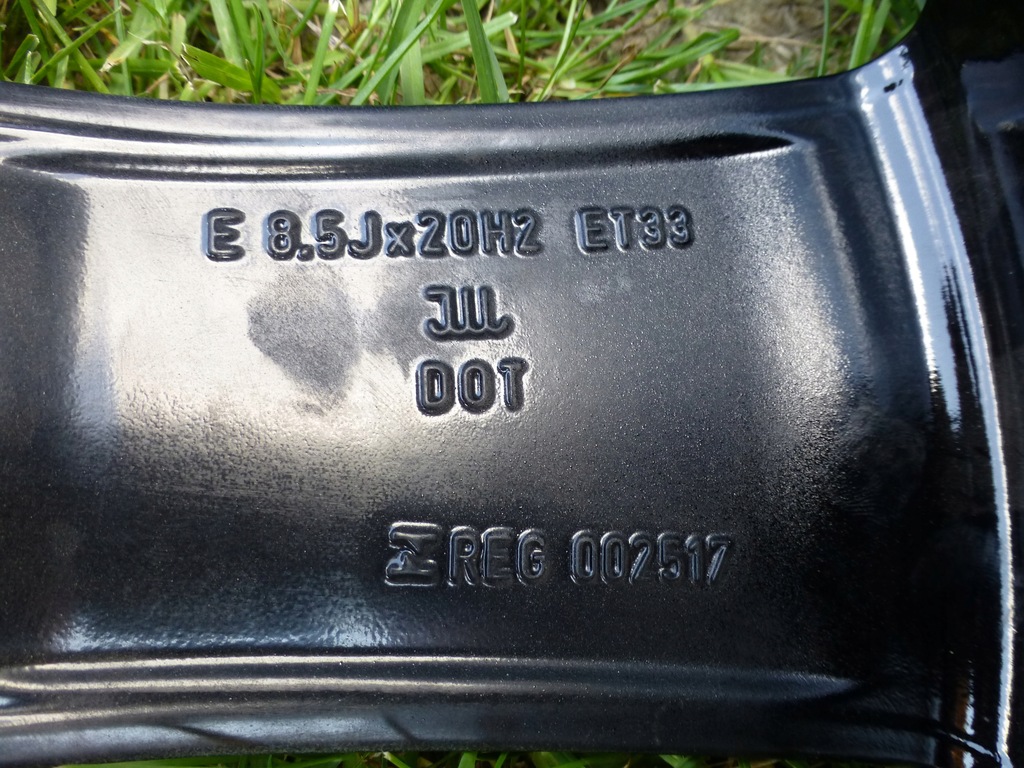 E 8.5Jx20H2 ET33
JWL
DOT
REG 002517